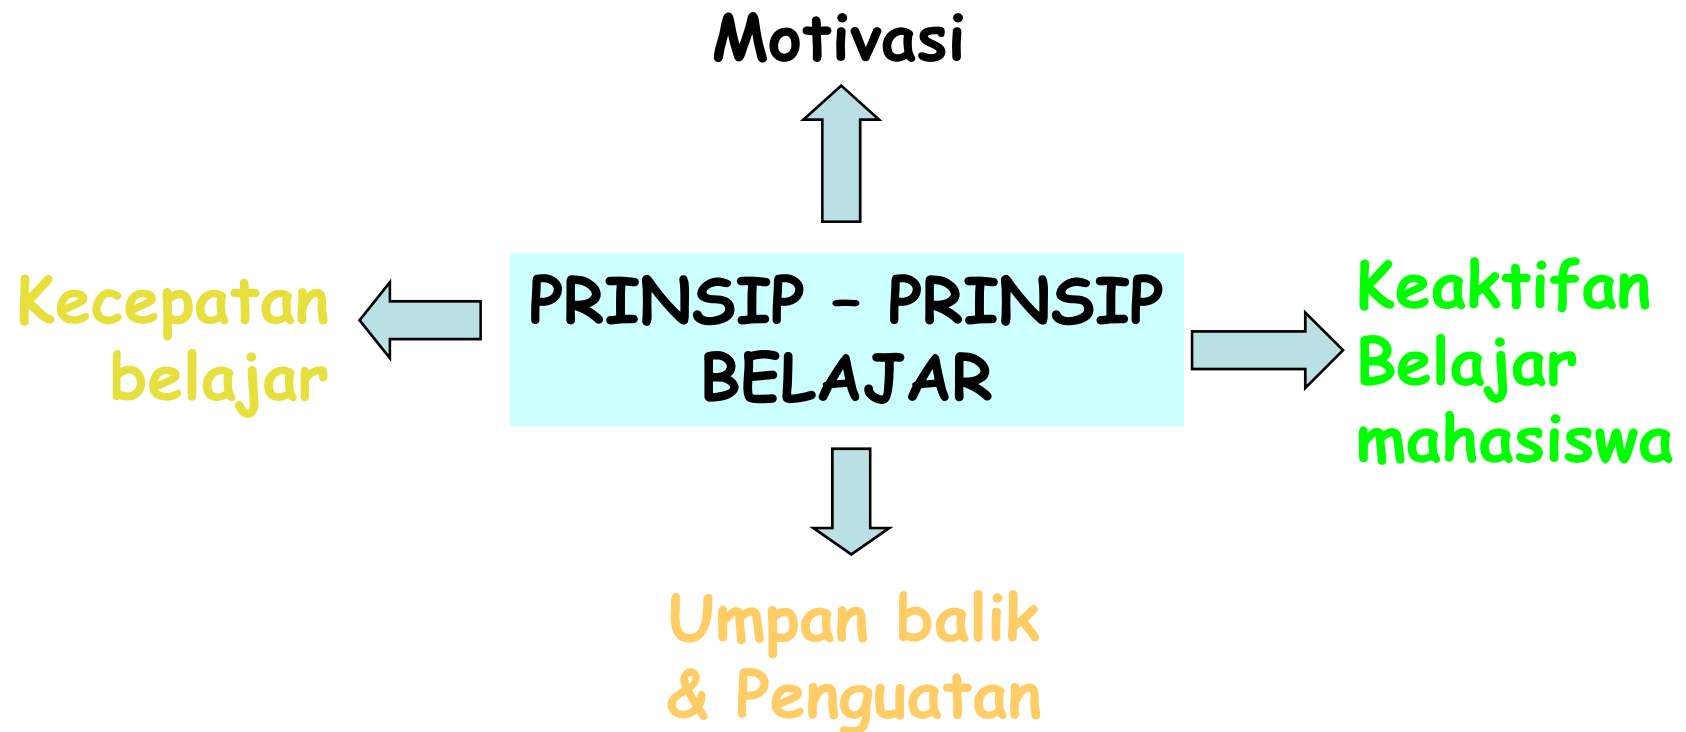 Motivasi
Kecepatan
belajar
PRINSIP – PRINSIP
BELAJAR
Keaktifan
Belajar
mahasiswa
Umpan balik
& Penguatan